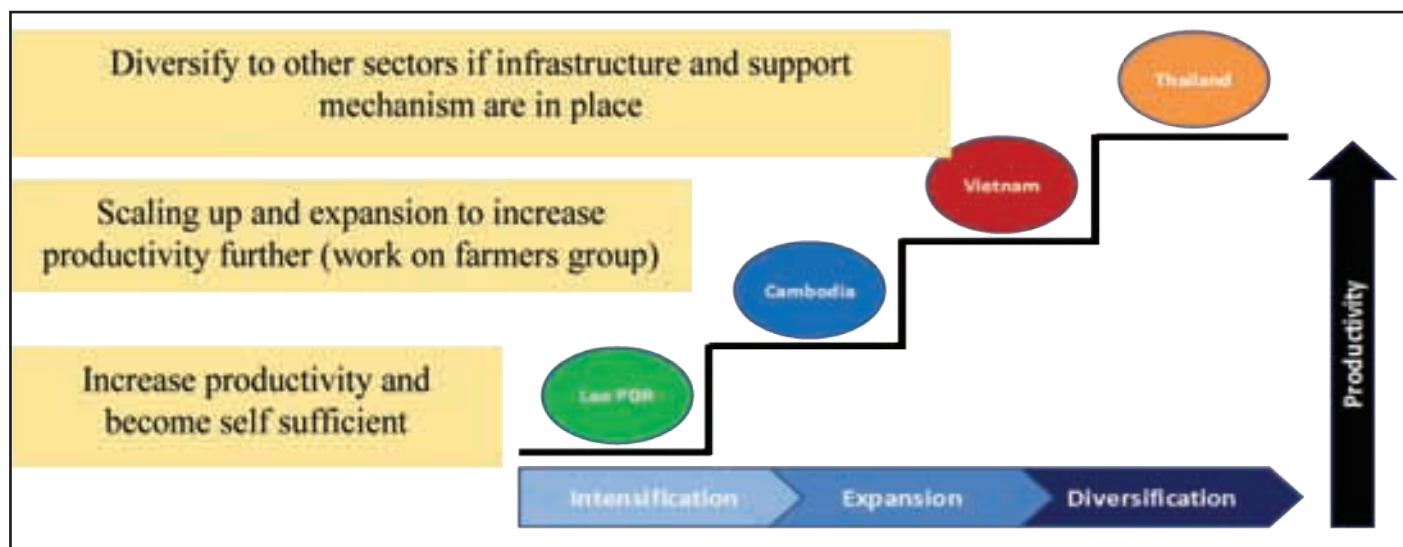 Diversify to other sectors if infrastructure and support
mechanism are in place
Thailand
Vietnam
Scaling up and expansion to increase
productivity further (work on farmers group)
Cambodia
Increase productivity and
become self sufficient
Lao PDR
Productivity
Intensification
Expansion
Diversification